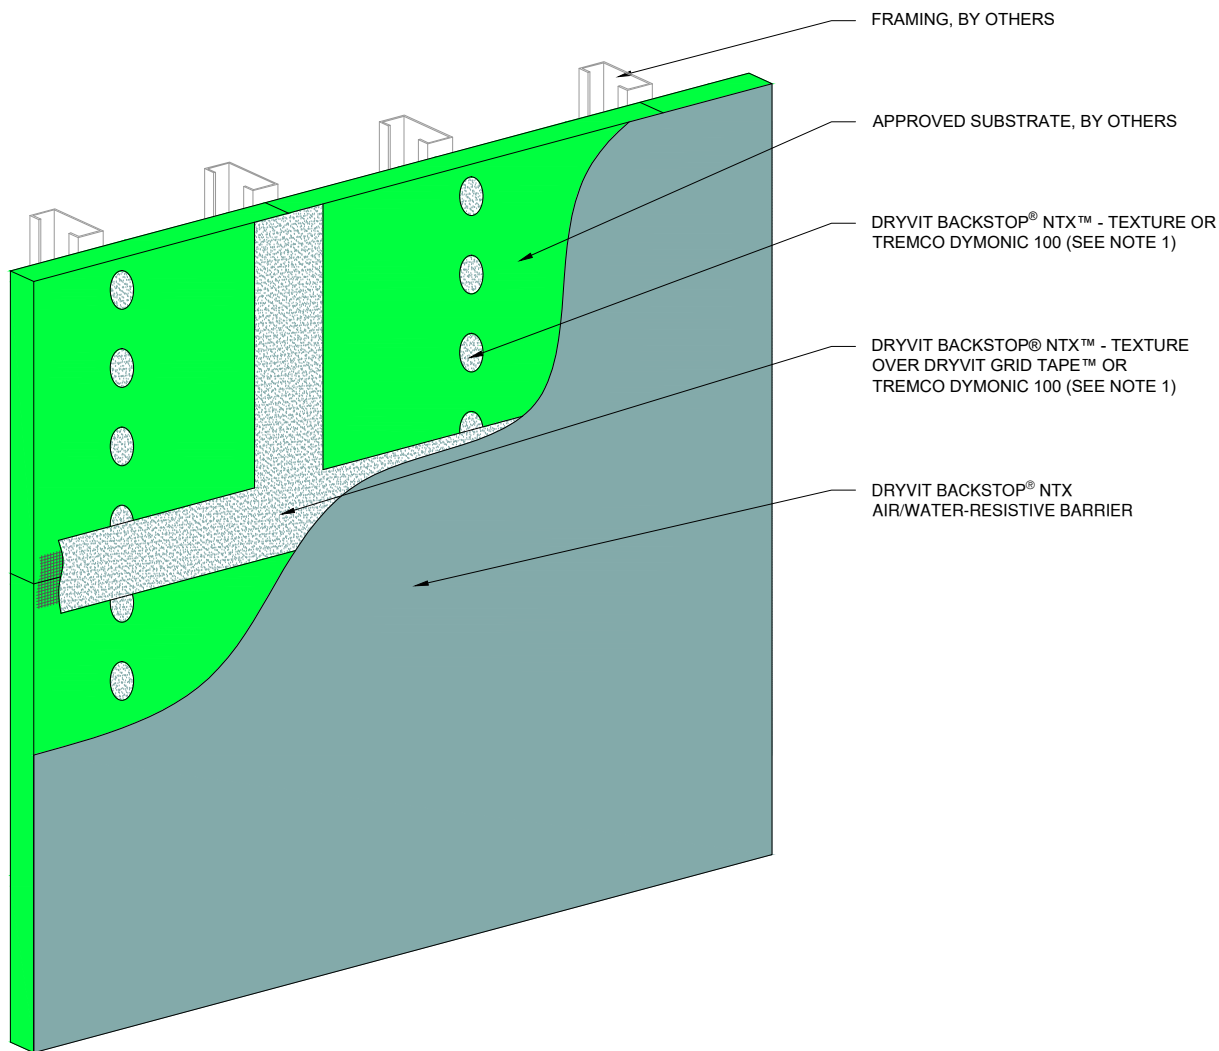 FRAMING, BY OTHERS
APPROVED SUBSTRATE, BY OTHERS
DRYVIT BACKSTOP® NTX™ - TEXTURE OR
TREMCO DYMONIC 100 (SEE NOTE 1)
DRYVIT BACKSTOP® NTX™ - TEXTURE
OVER DRYVIT GRID TAPE™ OR
TREMCO DYMONIC 100 (SEE NOTE 1)
DRYVIT BACKSTOP® NTX
AIR/WATER-RESISTIVE BARRIER